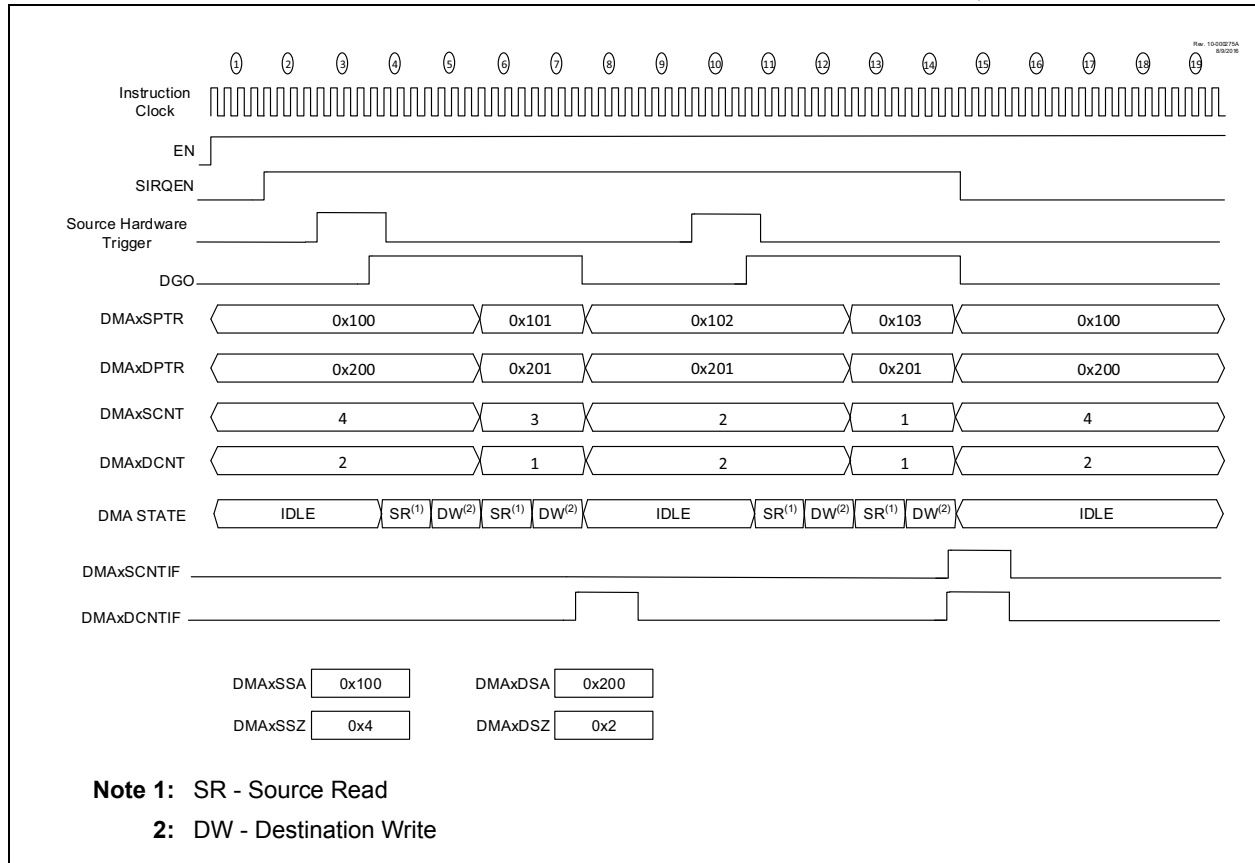 Rev. 10-000275A
8/9/2016
1 2 3 4 5 6 7 8 9 10 11 12 13 14 15 16 17 18 19
Instruction
Clock
EN
SIRQEN
Source Hardware
Trigger
DGO
DMAxSPTR 0x100 0x101 0x102 0x103 0x100
DMAxDPTR 0x200 0x201 0x201 0x201 0x200
DMAxSCNT 4 3 2 1 4
DMAxDCNT 2 1 2 1 2
DMA STATE IDLE SR(1) DW(2) SR(1) DW(2) IDLE SR(1) DW(2) SR(1) DW(2) IDLE
DMAxSCNTIF
DMAxDCNTIF
DMAxSSA 0x100 DMAxDSA 0x200
DMAxSSZ 0x4 DMAxDSZ 0x2
Note 1: SR - Source Read
2: DW - Destination Write